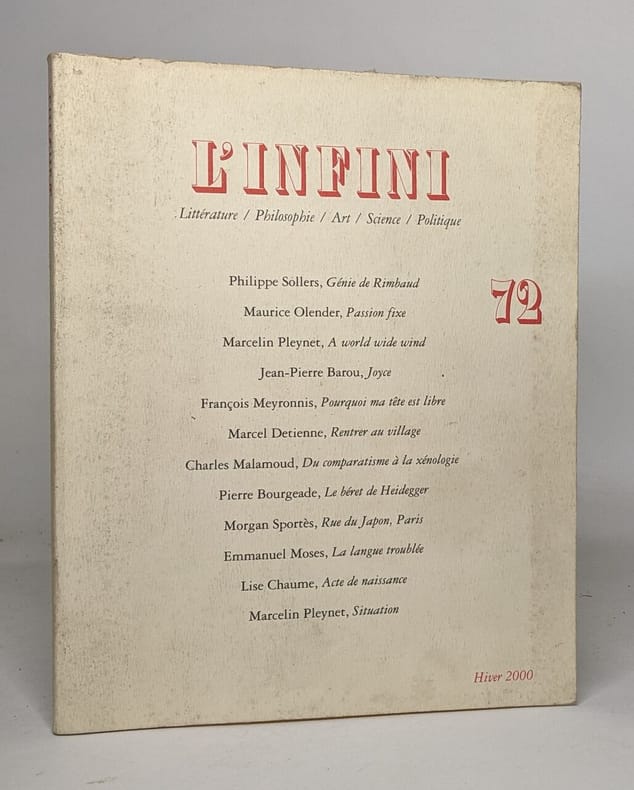 L'INFINI
Littérature / Philosophie / Art / Science / Politique
72
Philippe Sollers, Génie de Rimbaud
Maurice Olender, Passion fixe
Marcelin Pleynet, A world wide wind
Jean-Pierre Barou, Joyce
François Meyronnis, Pourquoi ma tête est libre
Marcel Detienne, Rentrer au village
Charles Malamoud, Du comparatisme à la xénologie
Pierre Bourgeade, Le béret de Heidegger
Morgan Sportès, Rue du Japon, Paris
Emmanuel Moses, La langue troublée
Lise Chaume, Acte de naissance
Marcelin Pleynet, Situation
Hiver 2000